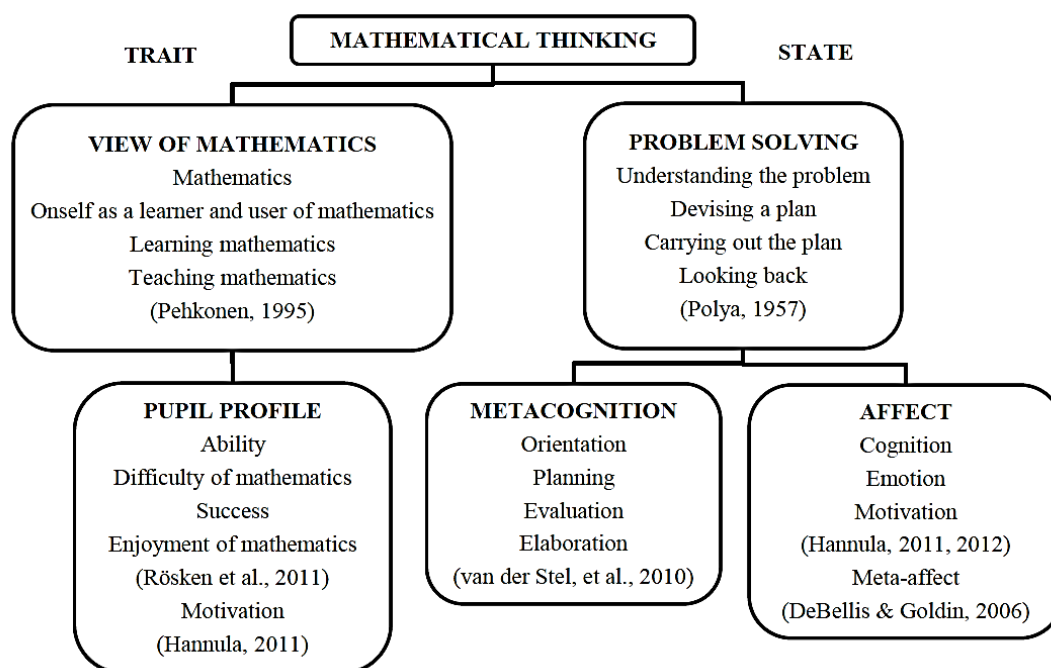 MATHEMATICAL THINKING
TRAIT
STATE
VIEW OF MATHEMATICS
Mathematics
Onself as a learner and user of mathematics
Learning mathematics
Teaching mathematics
(Pehkonen, 1995)
PROBLEM SOLVING
Understanding the problem
Devising a plan
Carrying out the plan
Looking back
(Polya, 1957)
PUPIL PROFILE
Ability
Difficulty of mathematics
Success
Enjoyment of mathematics
(Rösken et al., 2011)
Motivation
(Hannula, 2011)
METACOGNITION
Orientation
Planning
Evaluation
Elaboration
(van der Stel, et al., 2010)
AFFECT
Cognition
Emotion
Motivation
(Hannula, 2011, 2012)
Meta-affect
(DeBellis & Goldin, 2006)